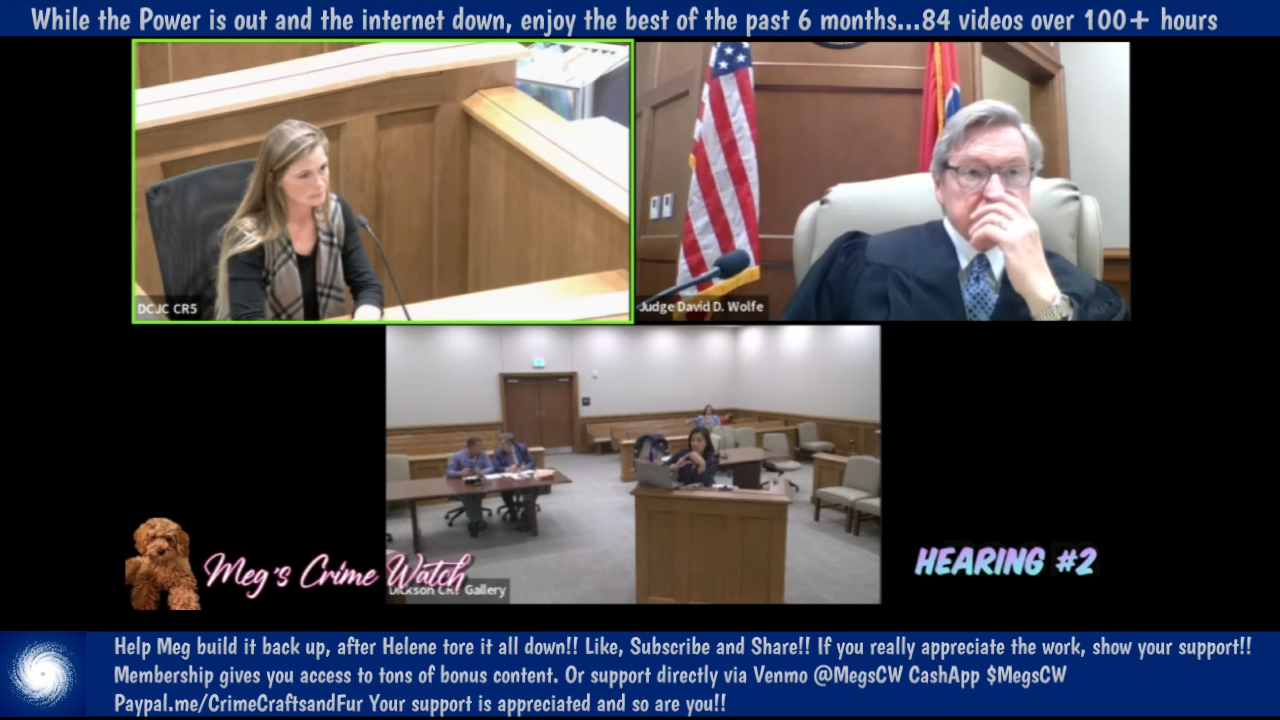 While the Power is out and the internet down, enjoy the best of the past 6 months...84 videos over 100+ hours
DCJC CR5
Judge David D. Wolfe
Meg's Crime Watch
Dickson CRT Gallery
HEARING #2
Help Meg build it back up, after Helene tore it all down!! Like, Subscribe and Share!! If you really appreciate the work, show your support!!
Membership gives you access to tons of bonus content. Or support directly via Venmo @MegsCW CashApp $MegsCW
Paypal.me/CrimeCraftsandFur Your support is appreciated and so are you!!